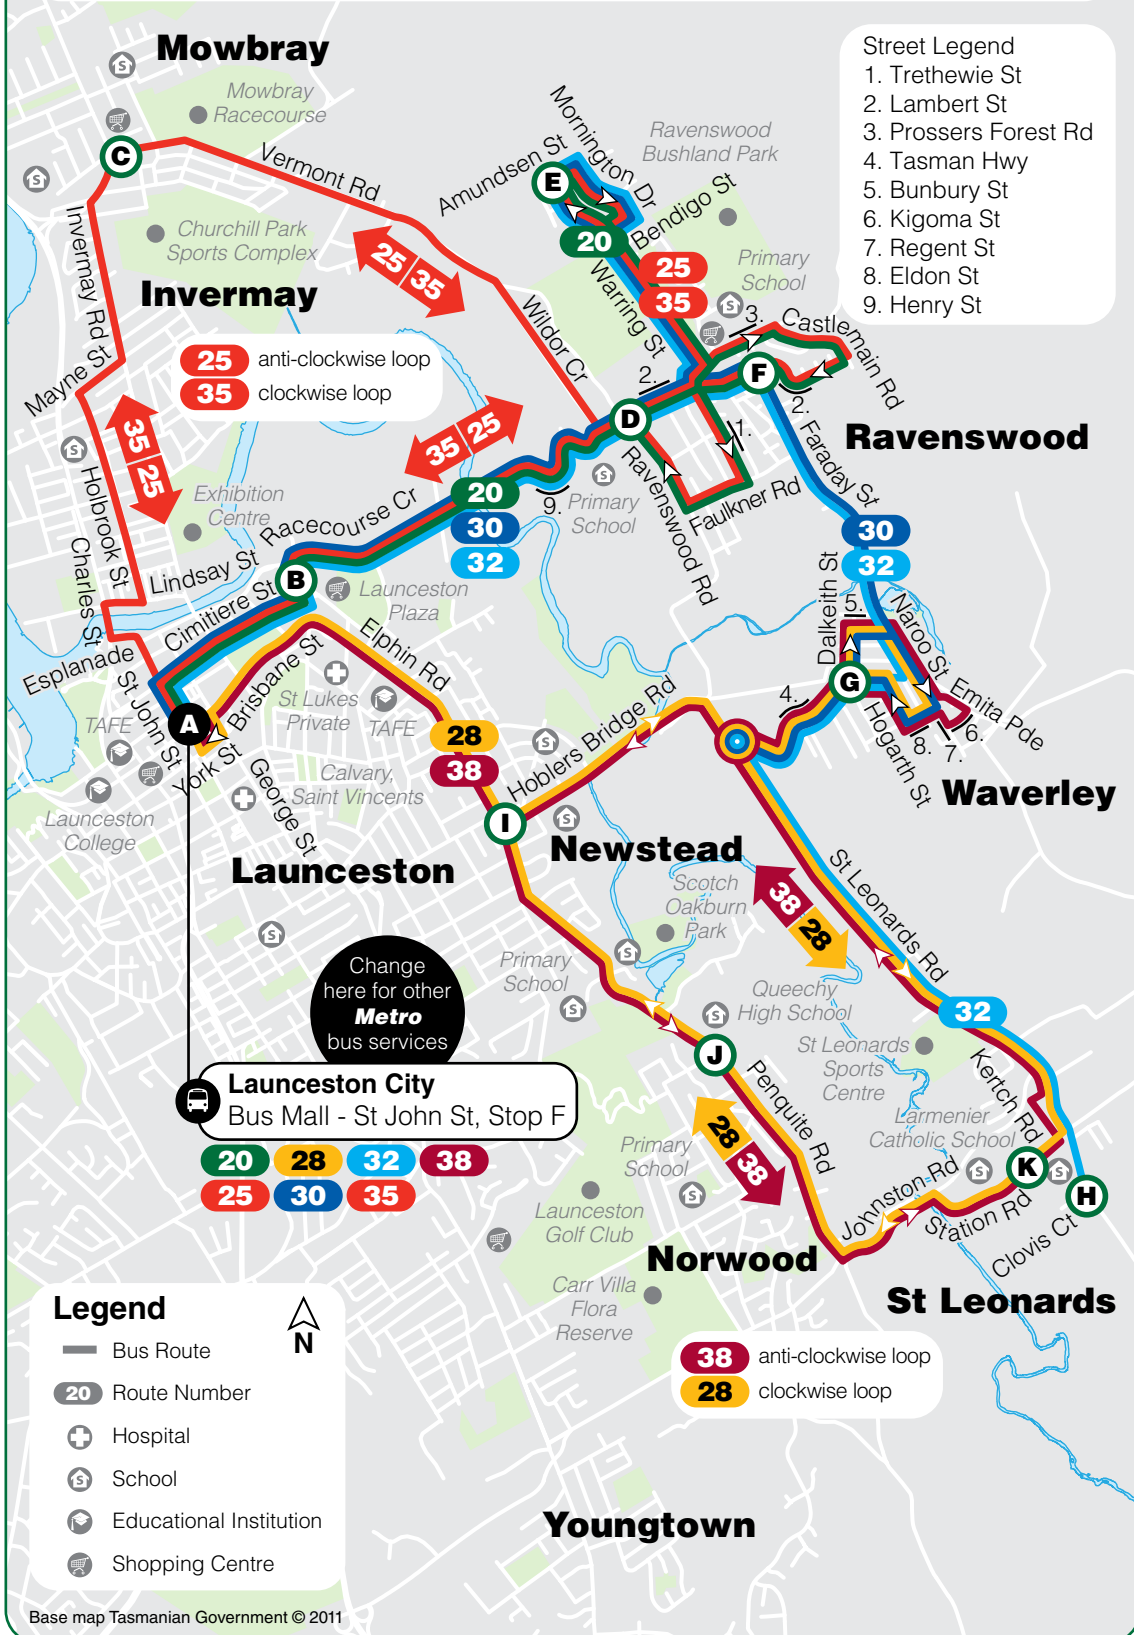 Mowbray
Mowbray
Racecourse
C
Vermont Rd
Invermay Rd
Churchill Park
Sports Complex
Invermay
25
35
25 anti-clockwise loop
35 clockwise loop
Mayne St
35
25
Holbrook St
Exhibition
Centre
Charles St
Lindsay St
Racecourse Cr
Cimitiere St
B
Esplanade
Launceston
Plaza
35
25
20
30
32
9.
Primary
School
Street Legend
1. Trethewie St
2. Lambert St
3. Prossers Forest Rd
4. Tasman Hwy
5. Bunbury St
6. Kigoma St
7. Regent St
8. Eldon St
9. Henry St
Mornington Dr
Amundsen St
E
Ravenswood
Bushland Park
Bendigo St
20
25
35
Primary
School
Warring St
Wildor Cr
3.
Castlemain Rd
2.
F
D
2.
1.
Ravenswood
Faraday St
Ravenswood Rd
Faulkner Rd
30
32
Dalkeith St
5.
Naroo St
G
4.
Emita Pde
6.
7.
8.
Hogarth St
Waverley
St John St
A
Brisbane St
Elphin Rd
St Lukes
Private
TAFE
TAFE
York St
George St
Calvary,
Saint Vincents
28
38
Launceston
College
Launceston
Hoblers Bridge Rd
I
Newstead
Scotch
Oakburn
Park
38
28
St Leonards Rd
Primary
School
Queechy
High School
32
St Leonards
Sports
Centre
Kertch Rd
J
Penquite Rd
Larmenier
Catholic School
K
H
28
38
Primary
School
Johnston Rd
Station Rd
Clovis Ct
Launceston
Golf Club
Norwood
St Leonards
Carr Villa
Flora
Reserve
38 anti-clockwise loop
28 clockwise loop
Youngtown
Change
here for other
Metro
bus services
Launceston City
Bus Mall - St John St, Stop F
20 28 32 38
25 30 35
Legend
N
Bus Route
20 Route Number
Hospital
School
Educational Institution
Shopping Centre
Base map Tasmanian Government © 2011